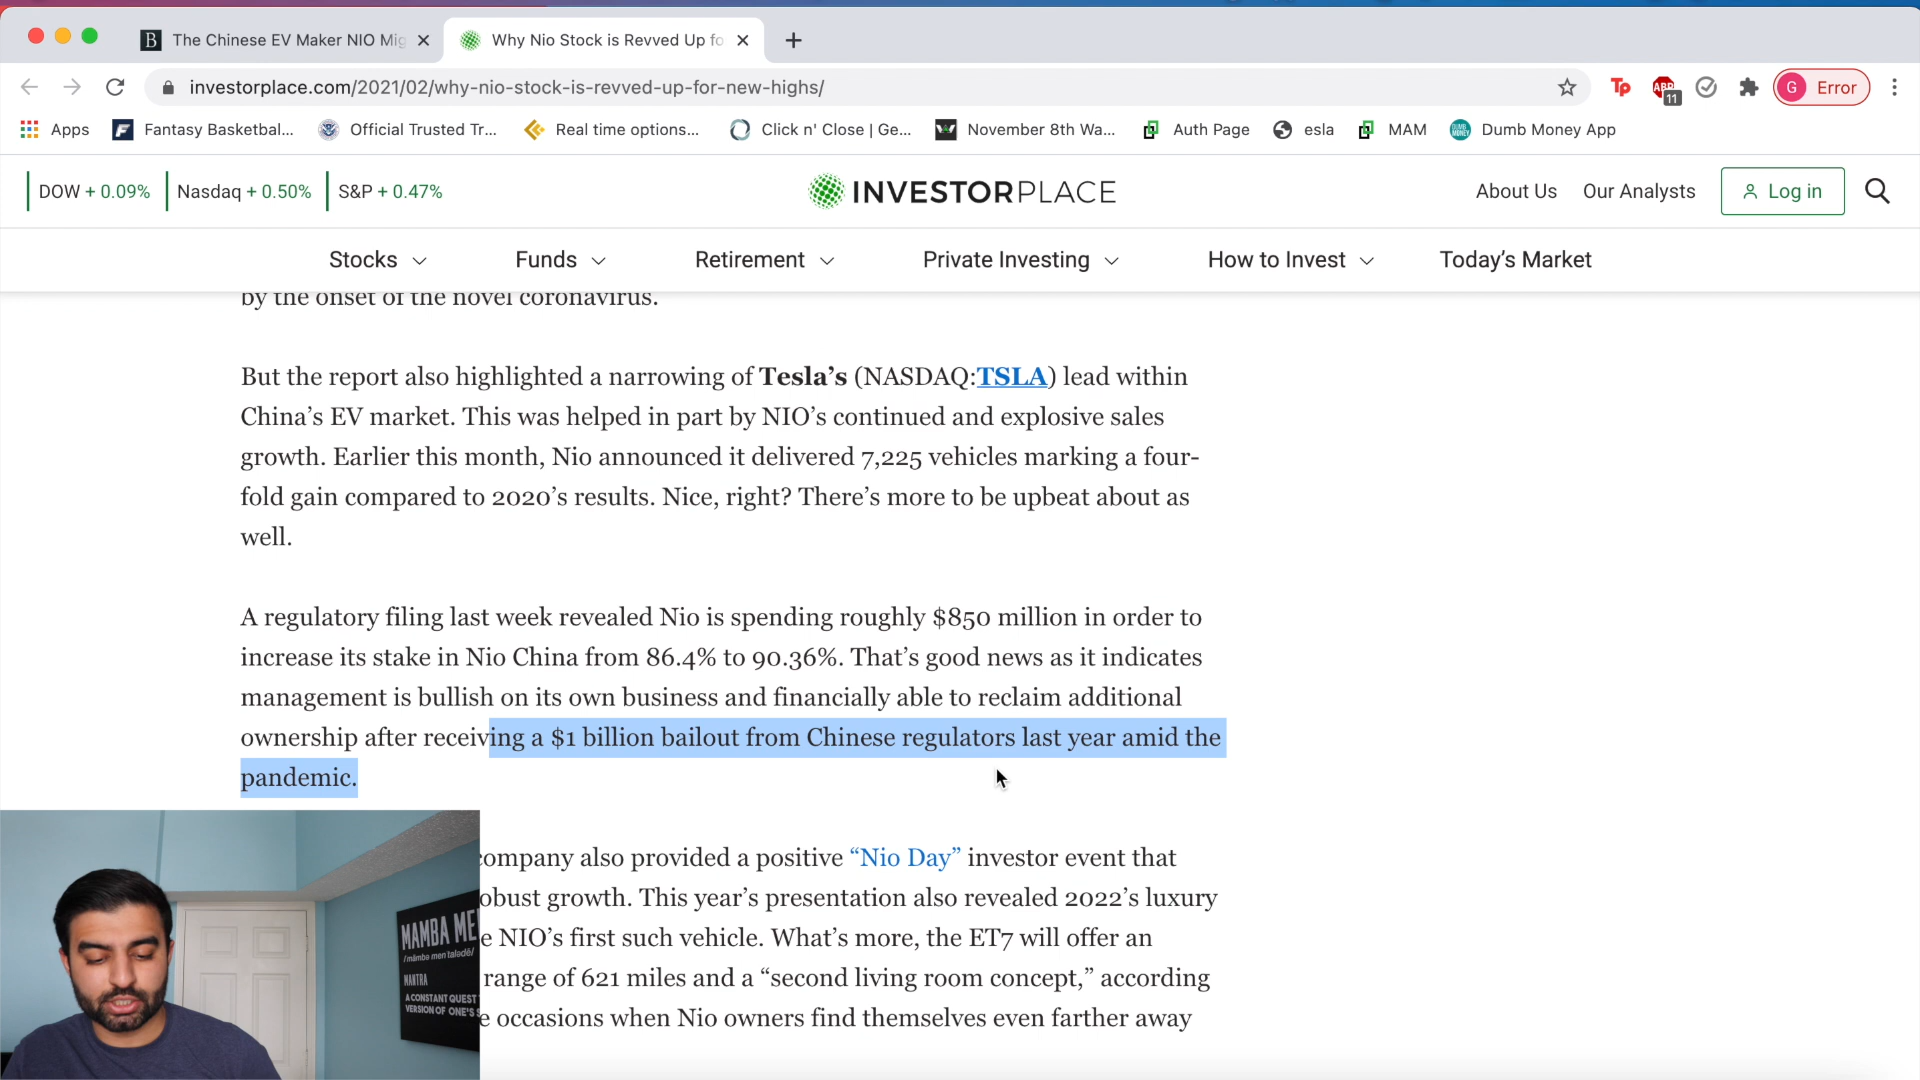 The Chinese EV Maker NIO Mig
Why Nio Stock is Revved Up fo
investorplace.com/2021/02/why-nio-stock-is-revved-up-for-new-highs/
Tp
ABP
11
G Error
Apps
Fantasy Basketbal...
Official Trusted Tr...
Real time options...
Click n' Close | Ge...
November 8th Wa...
Auth Page
esla
MAM
Dumb Money App
DOW + 0.09%
Nasdaq + 0.50%
S&P + 0.47%
INVESTORPLACE
About Us
Our Analysts
Log in
Stocks
Funds
Retirement
Private Investing
How to Invest
Today's Market
by the onset of the novel coronavirus.
But the report also highlighted a narrowing of Tesla’s (NASDAQ:TSLA) lead within
China’s EV market. This was helped in part by NIO’s continued and explosive sales
growth. Earlier this month, Nio announced it delivered 7,225 vehicles marking a four-
fold gain compared to 2020’s results. Nice, right? There’s more to be upbeat about as
well.
A regulatory filing last week revealed Nio is spending roughly $850 million in order to
increase its stake in Nio China from 86.4% to 90.36%. That’s good news as it indicates
management is bullish on its own business and financially able to reclaim additional
ownership after receiving a $1 billion bailout from Chinese regulators last year amid the
pandemic.
company also provided a positive “Nio Day” investor event that
obust growth. This year’s presentation also revealed 2022’s luxury
e NIO’s first such vehicle. What’s more, the ET7 will offer an
range of 621 miles and a “second living room concept,” according
e occasions when Nio owners find themselves even farther away
MAMBA ME
MANTRA
A CONSTANT QUEST
VERSION OF ONE'S